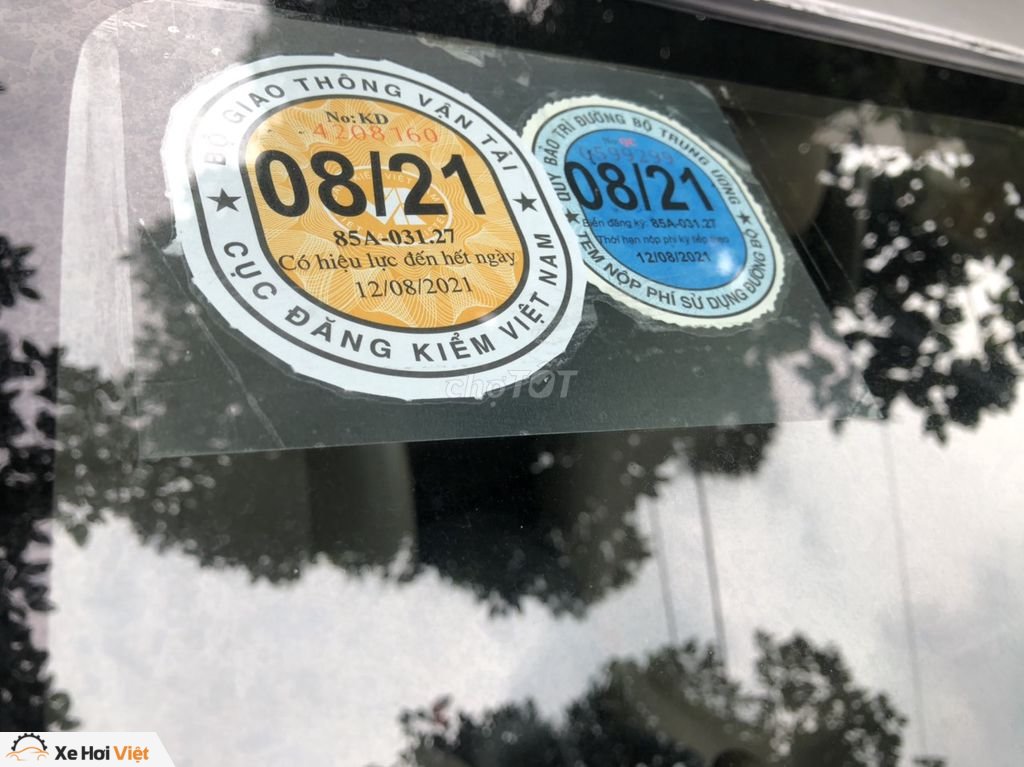 BỘ GIAO THÔNG VẬN TẢI
No: KD
4208160
08/21
85A-031.27
Có hiệu lực đến hết ngày
12/08/2021
CỤC ĐĂNG KIỂM VIỆT NAM
QUỸ BẢO TRÌ ĐƯỜNG BỘ TRUNG ƯƠNG
08/21
Biển đăng ký: 85A-031.27
Thời hạn nộp phí kỳ tiếp theo
12/08/2021
TEM NỘP PHÍ SỬ DỤNG ĐƯỜNG BỘ
chợTỐT
Xe Hơi Việt